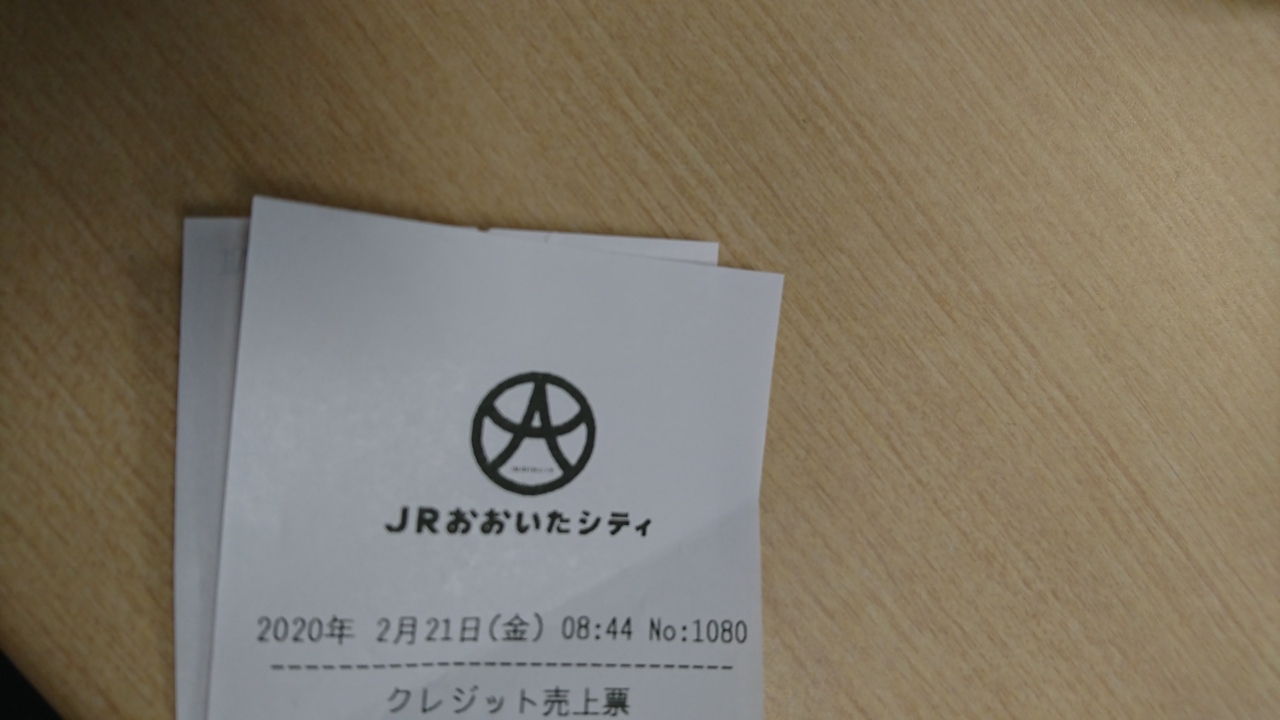 JRおおいたシティ
2020年 2月21日(金) 08:44 No:1080
クレジット売上票